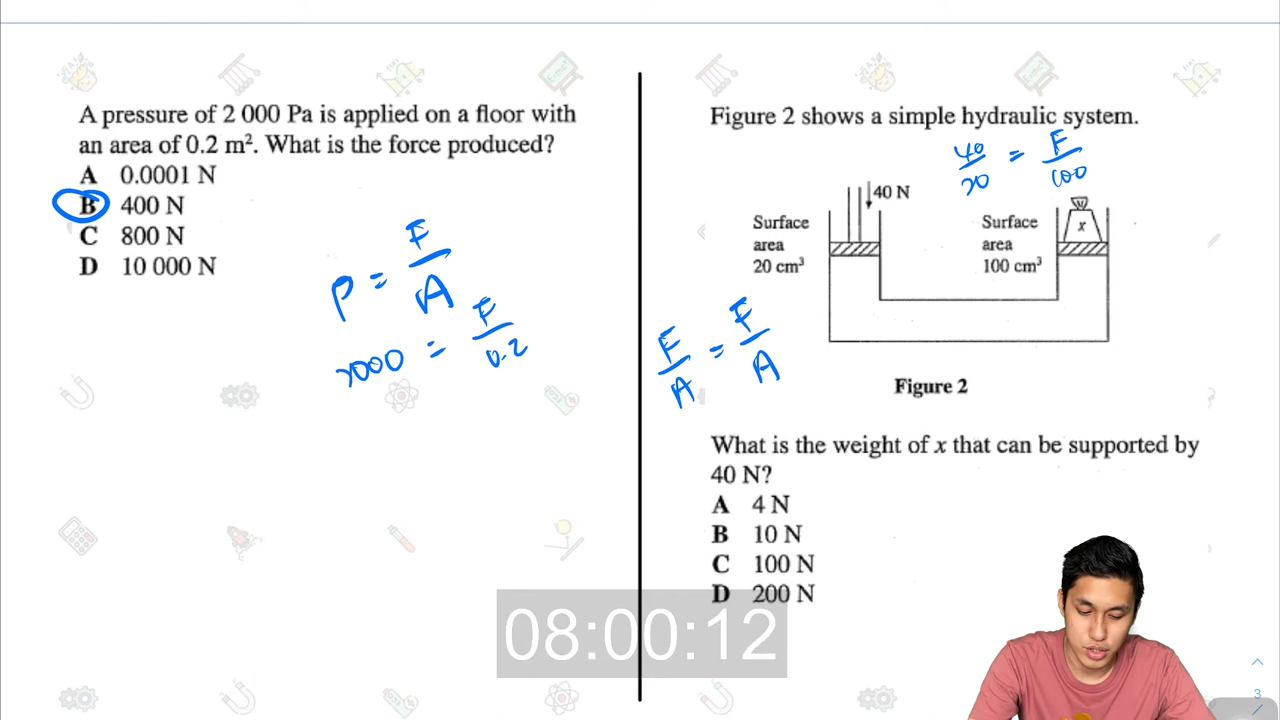 A pressure of 2 000 Pa is applied on a floor with
an area of 0.2 m². What is the force produced?
A 0.0001 N
B 400 N
C 800 N
D 10 000 N
P = F/A
2000 = F/0.2
Figure 2 shows a simple hydraulic system.
40/20 = F/100
40 N
Surface
area
20 cm³
Surface
area
100 cm³
x
F/A = F/A
Figure 2
What is the weight of x that can be supported by
40 N?
A 4 N
B 10 N
C 100 N
D 200 N
08:00:12
3